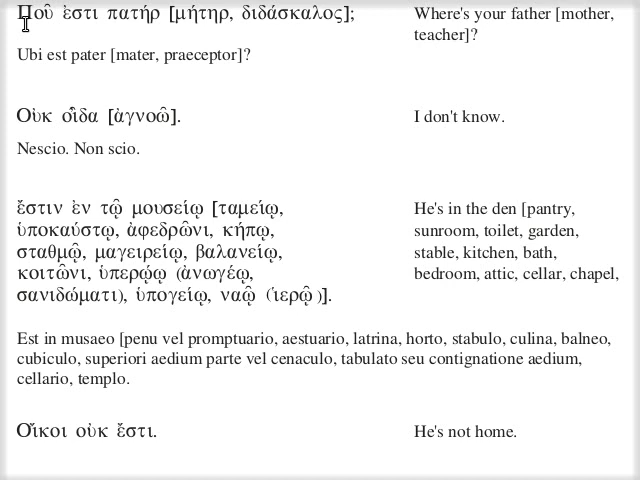 Ποῦ ἐστι πατήρ [μήτηρ, διδάσκαλος];
Where's your father [mother,
teacher]?
Ubi est pater [mater, praeceptor]?
Οὐκ οἶδα [ἀγνοῶ].
I don't know.
Nescio. Non scio.
ἔστιν ἐν τῷ μουσείῳ [ταμείῳ,
ὑποκαύστῳ, ἀφεδρῶνι, κήπῳ,
σταθμῷ, μαγειρείῳ, βαλανείῳ,
κοιτῶνι, ὑπερῴῳ (ἀνωγέῳ,
σανιδώματι), ὑπογείῳ, ναῷ (ἱερῷ )].
He's in the den [pantry,
sunroom, toilet, garden,
stable, kitchen, bath,
bedroom, attic, cellar, chapel,
Est in musaeo [penu vel promptuario, aestuario, latrina, horto, stabulo, culina, balneo,
cubiculo, superiori aedium parte vel cenaculo, tabulato seu contignatione aedium,
cellario, templo.
Οἴκοι οὐκ ἔστι.
He's not home.